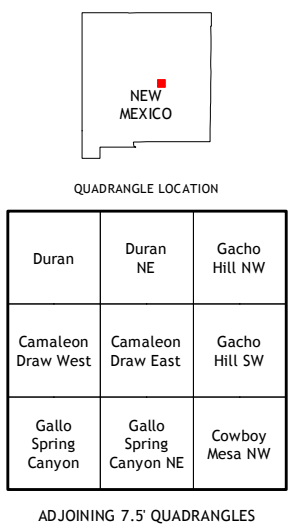 NEW
MEXICO
QUADRANGLE LOCATION
Duran
Duran
NE
Gacho
Hill NW
Camaleon
Draw West
Camaleon
Draw East
Gacho
Hill SW
Gallo
Spring
Canyon
Gallo
Spring
Canyon NE
Cowboy
Mesa NW
ADJOINING 7.5' QUADRANGLES